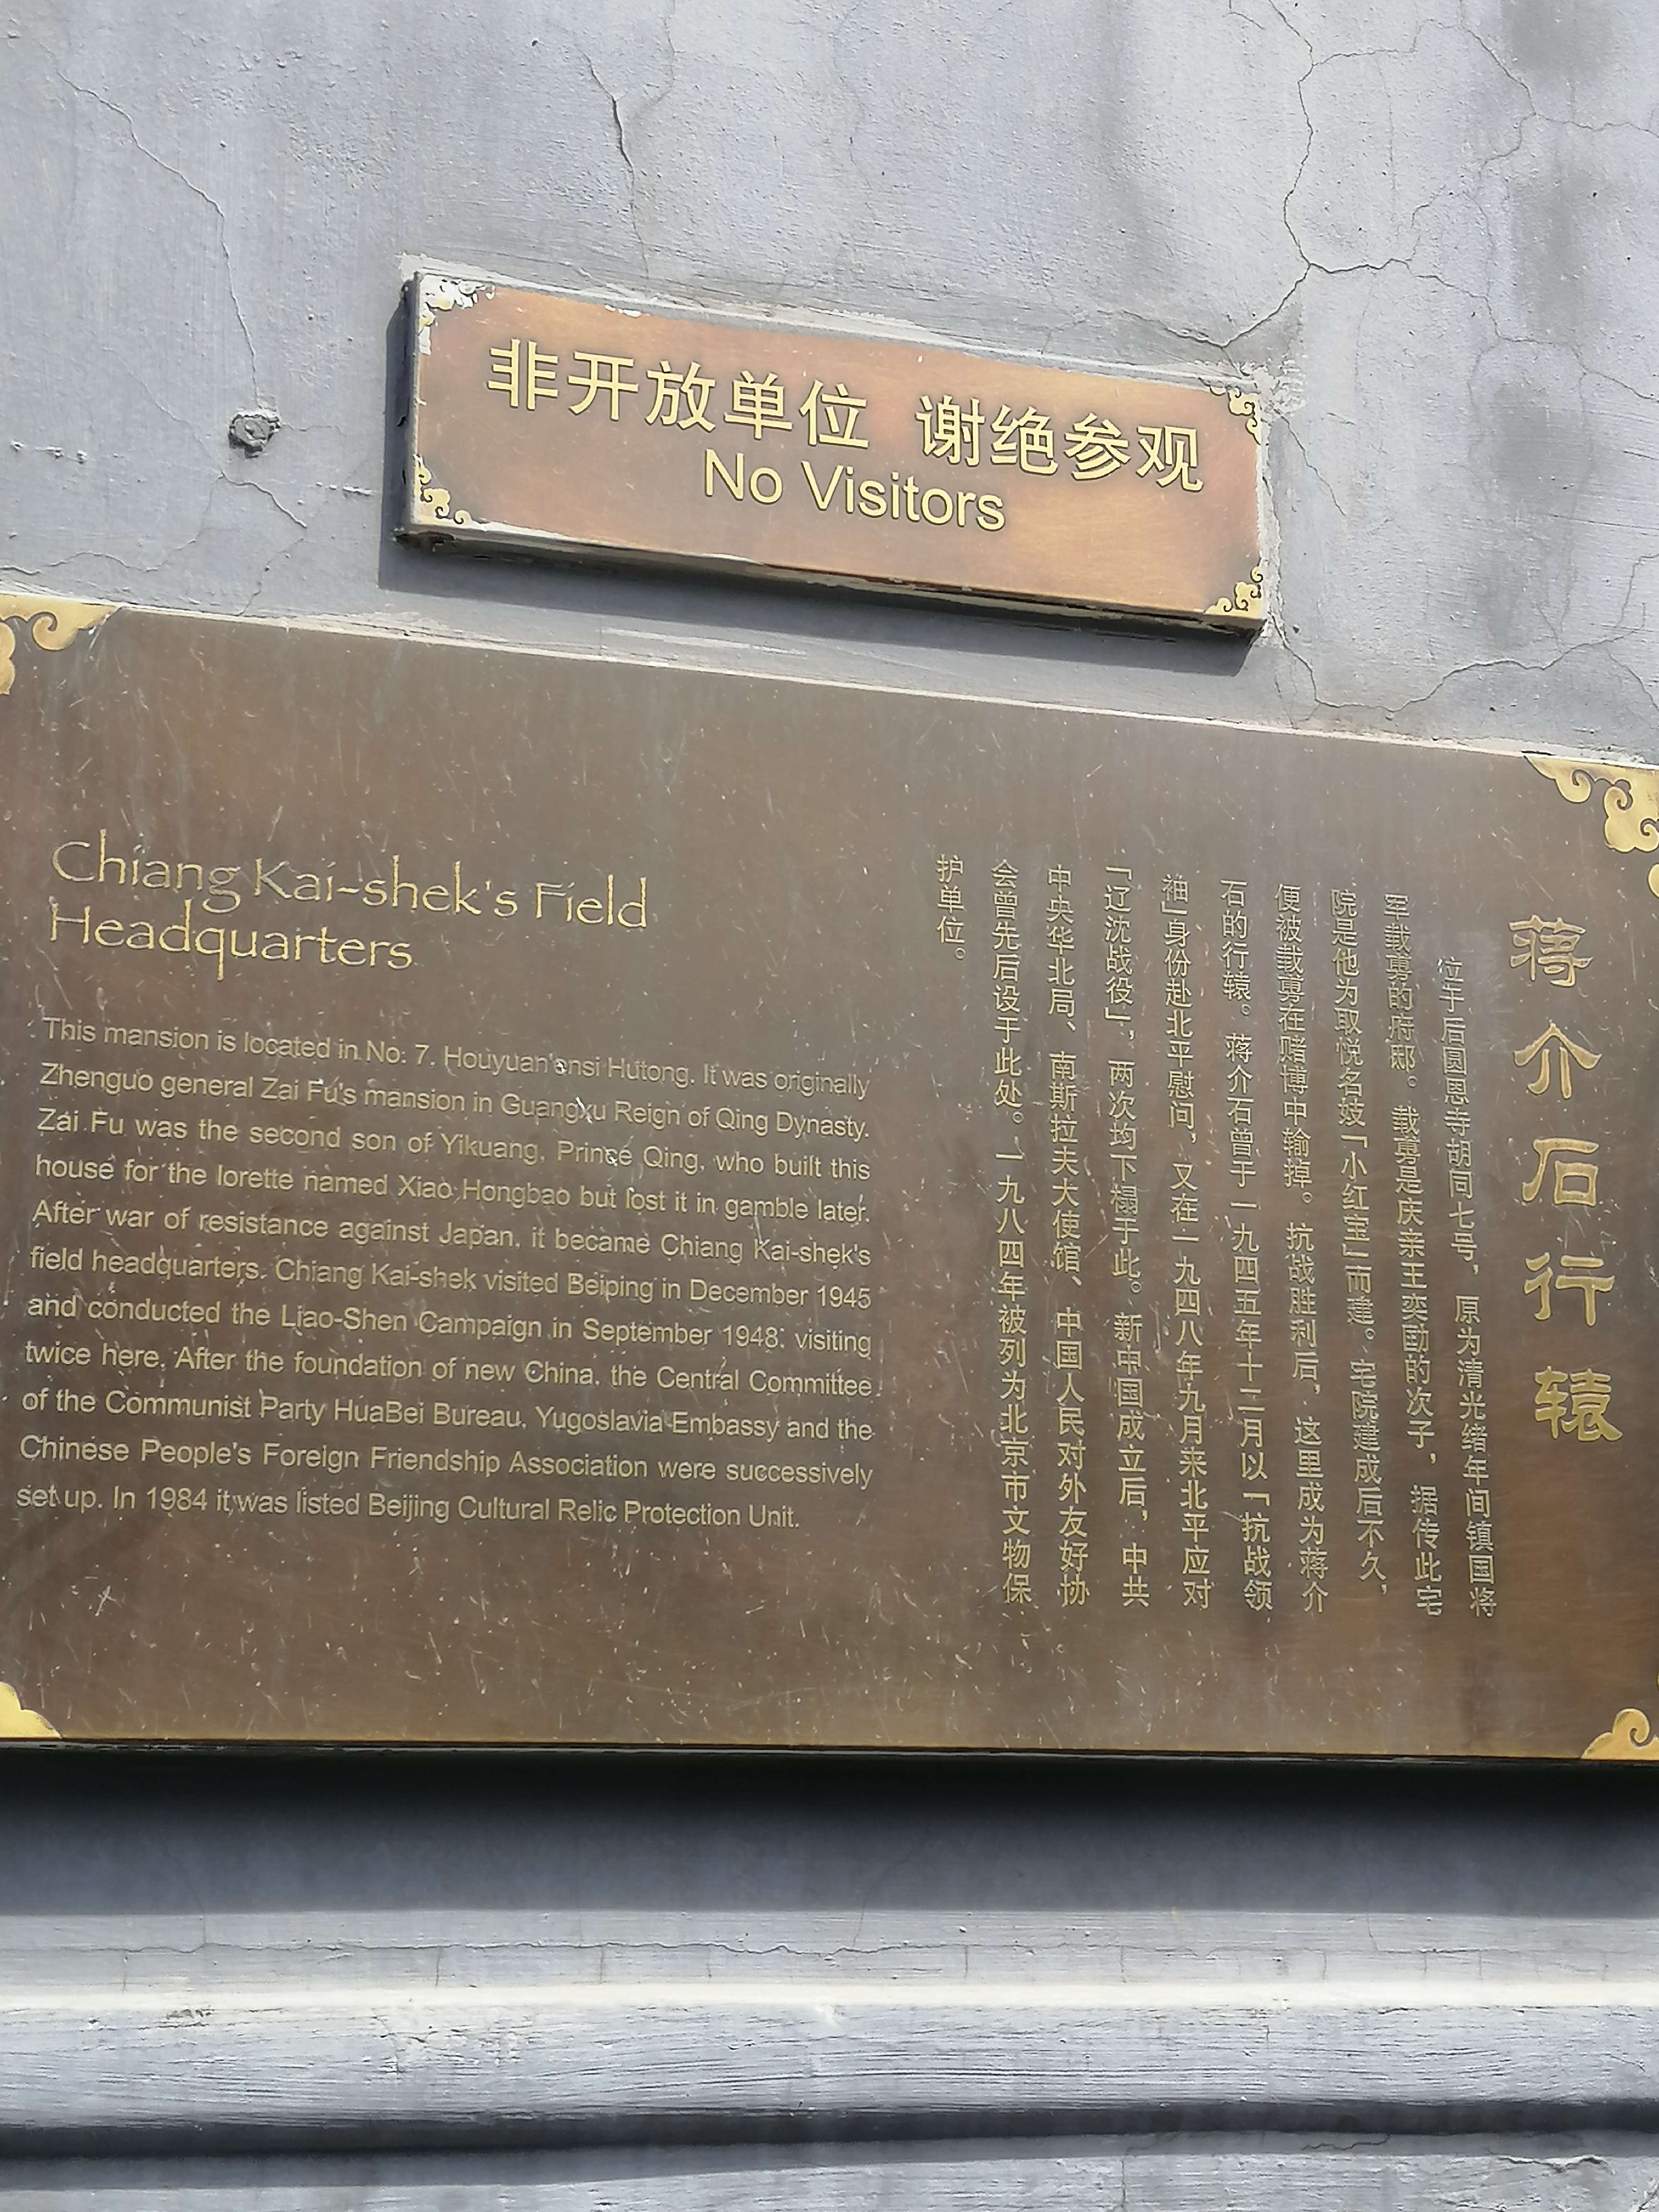 非开放单位 谢绝参观
No Visitors
蒋介石行辕
位于后圆恩寺胡同七号，原为清光绪年间镇国将
军载旉的府邸。载旉是庆亲王奕劻的次子，据传此宅
院是他为取悦名妓「小红宝」而建。宅院建成后不久，
便被载旉在赌博中输掉。抗战胜利后，这里成为蒋介
石的行辕。蒋介石曾于一九四五年十二月以「抗战领
袖」身份赴北平慰问，又在一九四八年九月来北平应对
「辽沈战役」，两次均下榻于此。新中国成立后，中共
中央华北局、南斯拉夫大使馆、中国人民对外友好协
会曾先后设于此处。一九八四年被列为北京市文物保
护单位。
Chiang Kai-shek's Field
Headquarters
This mansion is located in No. 7, Houyuan'ensi Hutong. It was originally
Zhenguo general Zai Fu's mansion in Guangxu Reign of Qing Dynasty.
Zai Fu was the second son of Yikuang, Prince Qing, who built this
house for the lorette named Xiao Hongbao but lost it in gamble later.
After war of resistance against Japan, it became Chiang Kai-shek's
field headquarters. Chiang Kai-shek visited Beiping in December 1945
and conducted the Liao-Shen Campaign in September 1948, visiting
twice here. After the foundation of new China, the Central Committee
of the Communist Party HuaBei Bureau, Yugoslavia Embassy and the
Chinese People's Foreign Friendship Association were successively
set up. In 1984 it was listed Beijing Cultural Relic Protection Unit.